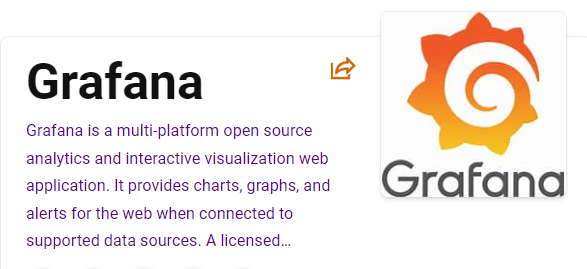 Grafana
Grafana is a multi-platform open source
analytics and interactive visualization web
application. It provides charts, graphs, and
alerts for the web when connected to
supported data sources. A licensed…
Grafana